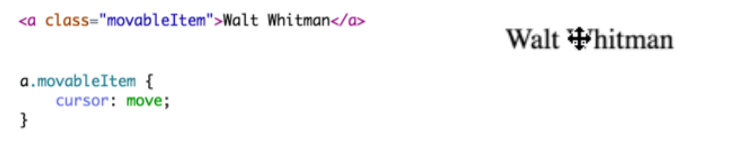 <a class="movableItem">Walt Whitman</a>
Walt Whitman
a.movableItem {
    cursor: move;
}